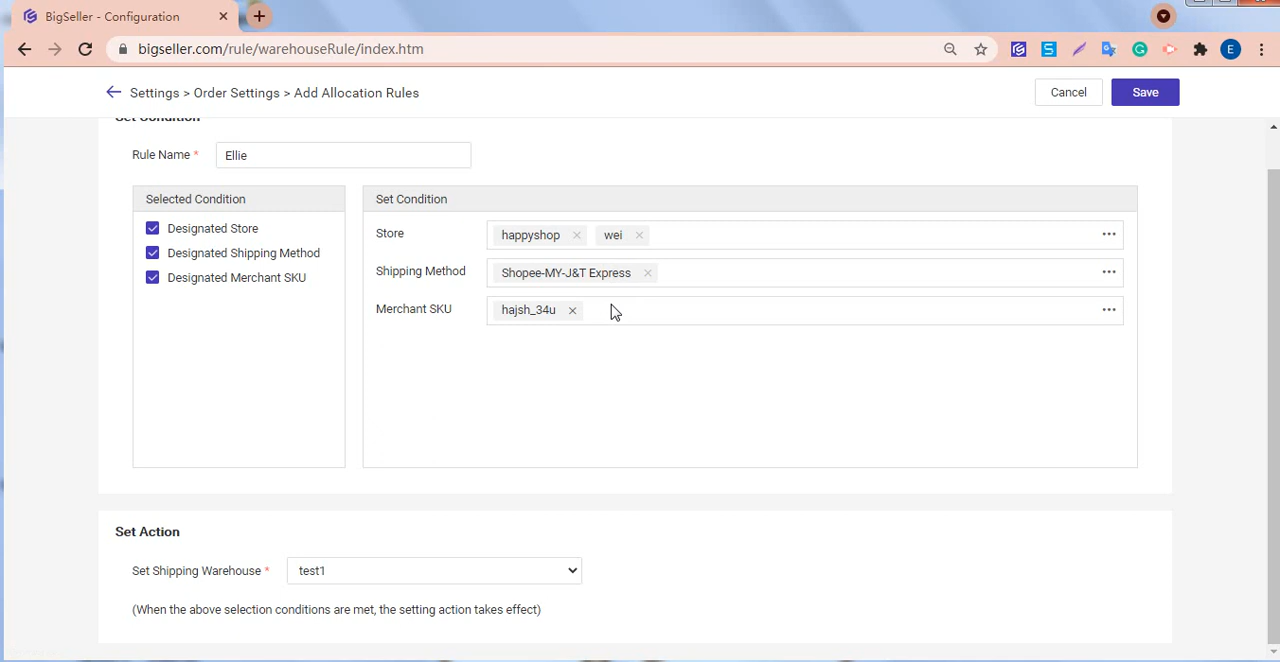 BigSeller - Configuration
bigseller.com/rule/warehouseRule/index.htm
E
Settings > Order Settings > Add Allocation Rules
Cancel
Save
Set Condition
Rule Name *
Ellie
Selected Condition
Set Condition
Designated Store
Store
happyshop
wei
Designated Shipping Method
Shipping Method
Shopee-MY-J&T Express
Designated Merchant SKU
Merchant SKU
hajsh_34u
Set Action
Set Shipping Warehouse *
test1
(When the above selection conditions are met, the setting action takes effect)